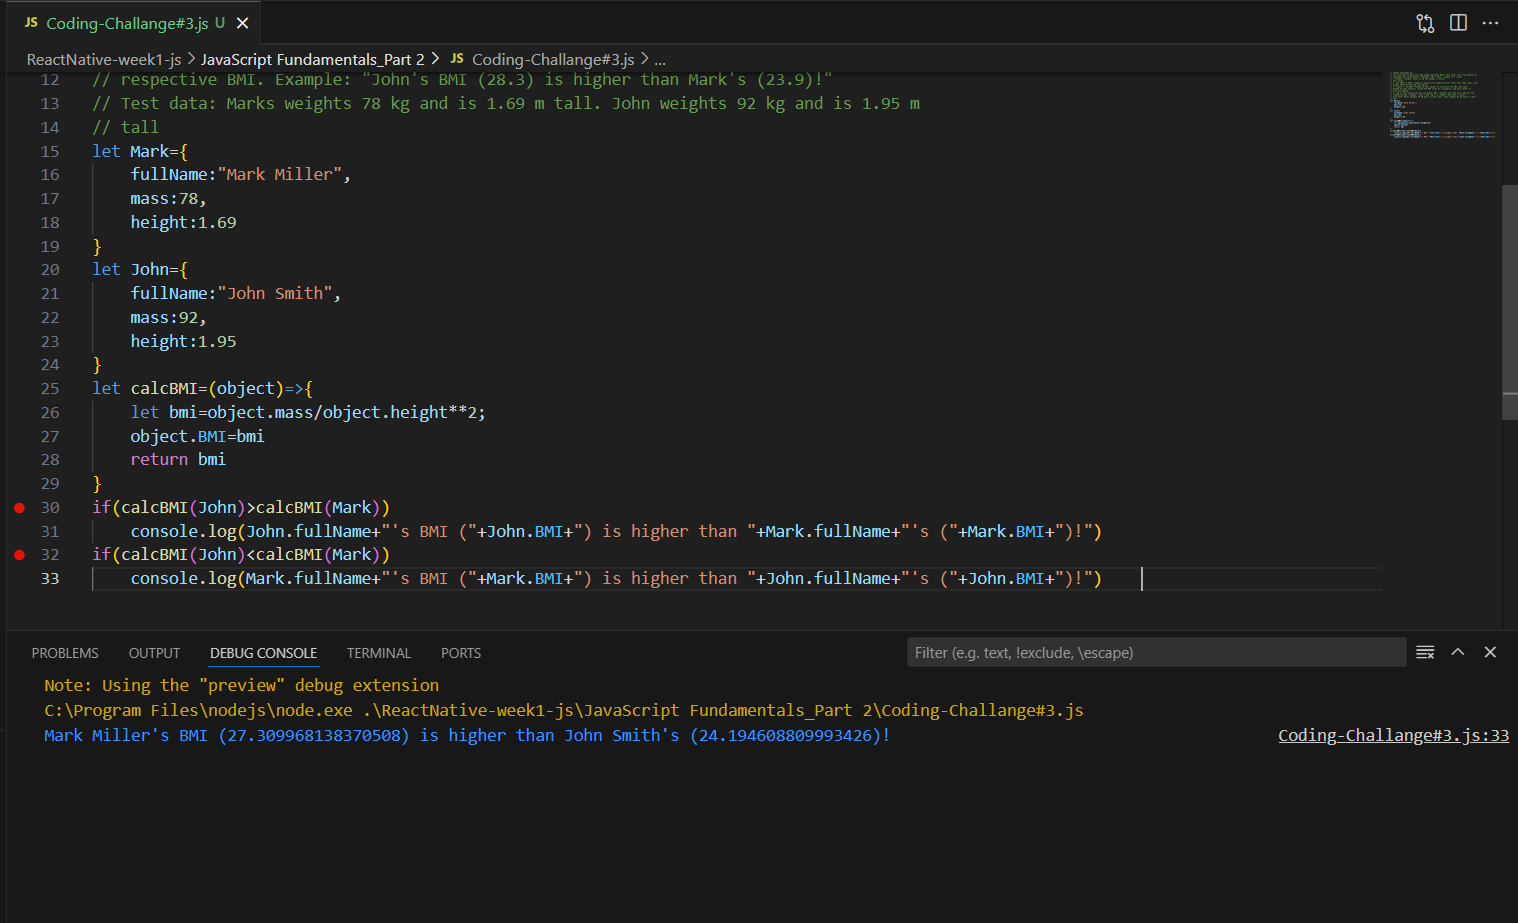 JS Coding-Challange#3.js U
ReactNative-week1-js > JavaScript Fundamentals_Part 2 > JS Coding-Challange#3.js > ...
12 // respective BMI. Example: "John's BMI (28.3) is higher than Mark's (23.9)!"
13 // Test data: Marks weights 78 kg and is 1.69 m tall. John weights 92 kg and is 1.95 m
14 // tall
15 let Mark={
16 fullName:"Mark Miller",
17 mass:78,
18 height:1.69
19 }
20 let John={
21 fullName:"John Smith",
22 mass:92,
23 height:1.95
24 }
25 let calcBMI=(object)=>{
26 let bmi=object.mass/object.height**2;
27 object.BMI=bmi
28 return bmi
29 }
30 if(calcBMI(John)>calcBMI(Mark))
31 console.log(John.fullName+"'s BMI ("+John.BMI+") is higher than "+Mark.fullName+"'s ("+Mark.BMI+")!")
32 if(calcBMI(John)<calcBMI(Mark))
33 console.log(Mark.fullName+"'s BMI ("+Mark.BMI+") is higher than "+John.fullName+"'s ("+John.BMI+")!")
PROBLEMS OUTPUT DEBUG CONSOLE TERMINAL PORTS Filter (e.g. text, !exclude, \escape)
Note: Using the "preview" debug extension
C:\Program Files\nodejs\node.exe .\ReactNative-week1-js\JavaScript Fundamentals_Part 2\Coding-Challange#3.js
Mark Miller's BMI (27.309968138370508) is higher than John Smith's (24.194608809993426)! Coding-Challange#3.js:33